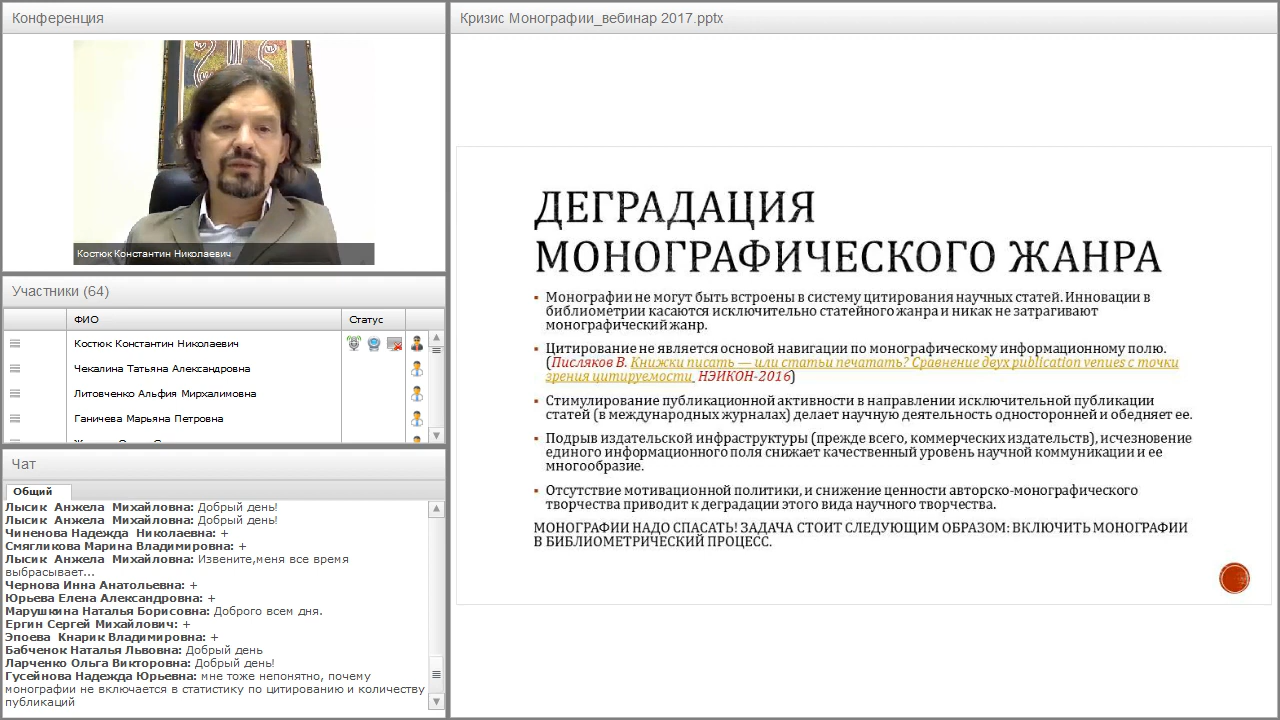 Конференция
Костюк Константин Николаевич
Участники (64)
ФИО
Статус
Костюк Константин Николаевич
Чекалина Татьяна Александровна
Литовченко Альфия Мирхалимовна
Ганичева Марьяна Петровна
Чат
Общий
Лысик Анжела Михайловна: Добрый день!
Лысик Анжела Михайловна: Добрый день!
Чиненова Надежда Николаевна: +
Смягликова Марина Владимировна: +
Лысик Анжела Михайловна: Извените,меня все время
выбрасывает...
Чернова Инна Анатольевна: +
Юрьева Елена Александровна: +
Марушкина Наталья Борисовна: Доброго всем дня.
Ергин Сергей Михайлович: +
Эпоева Кнарик Владимировна: +
Бабченок Наталья Львовна: Добрый день
Ларченко Ольга Викторовна: Добрый день!
Гусейнова Надежда Юрьевна: мне тоже непонятно, почему
монографии не включается в статистику по цитированию и количеству
публикаций
Кризис Монографии_вебинар 2017.pptx
ДЕГРАДАЦИЯ
МОНОГРАФИЧЕСКОГО ЖАНРА
▪ Монографии не могут быть встроены в систему цитирования научных статей. Инновации в
библиометрии касаются исключительно статейного жанра и никак не затрагивают
монографический жанр.
▪ Цитирование не является основой навигации по монографическому информационному полю.
(Писляков В. Книжки писать — или статьи печатать? Сравнение двух publication venues с точки
зрения цитируемости. НЭИКОН-2016)
▪ Стимулирование публикационной активности в направлении исключительной публикации
статей (в международных журналах) делает научную деятельность односторонней и обедняет ее.
▪ Подрыв издательской инфраструктуры (прежде всего, коммерческих издательств), исчезновение
единого информационного поля снижает качественный уровень научной коммуникации и ее
многообразие.
▪ Отсутствие мотивационной политики, и снижение ценности авторско-монографического
творчества приводит к деградации этого вида научного творчества.
МОНОГРАФИИ НАДО СПАСАТЬ! ЗАДАЧА СТОИТ СЛЕДУЮЩИМ ОБРАЗОМ: ВКЛЮЧИТЬ МОНОГРАФИИ
В БИБЛИОМЕТРИЧЕСКИЙ ПРОЦЕСС.